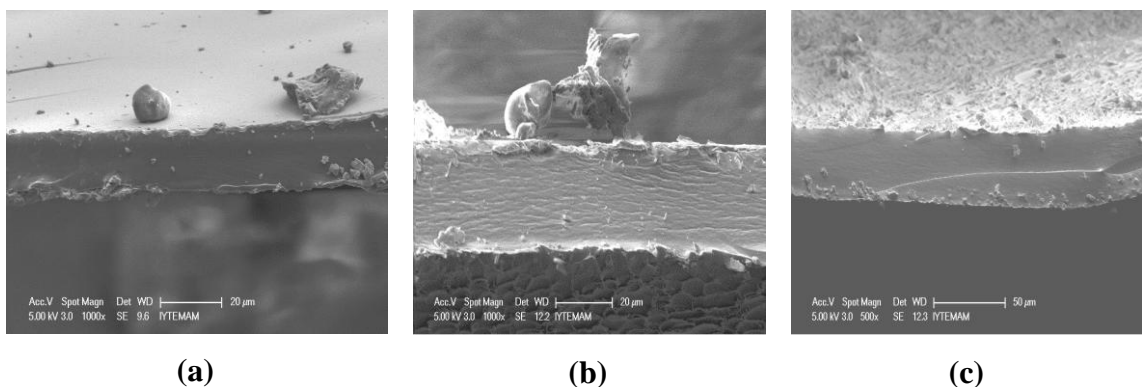 Acc.V Spot Magn Det WD 20 µm
5.00 kV 3.0 1000x SE 9.6 IYTEMAM
Acc.V Spot Magn Det WD 20 µm
5.00 kV 3.0 1000x SE 12.2 IYTEMAM
Acc.V Spot Magn Det WD 50 µm
5.00 kV 3.0 500x SE 12.3 IYTEMAM
(a)
(b)
(c)